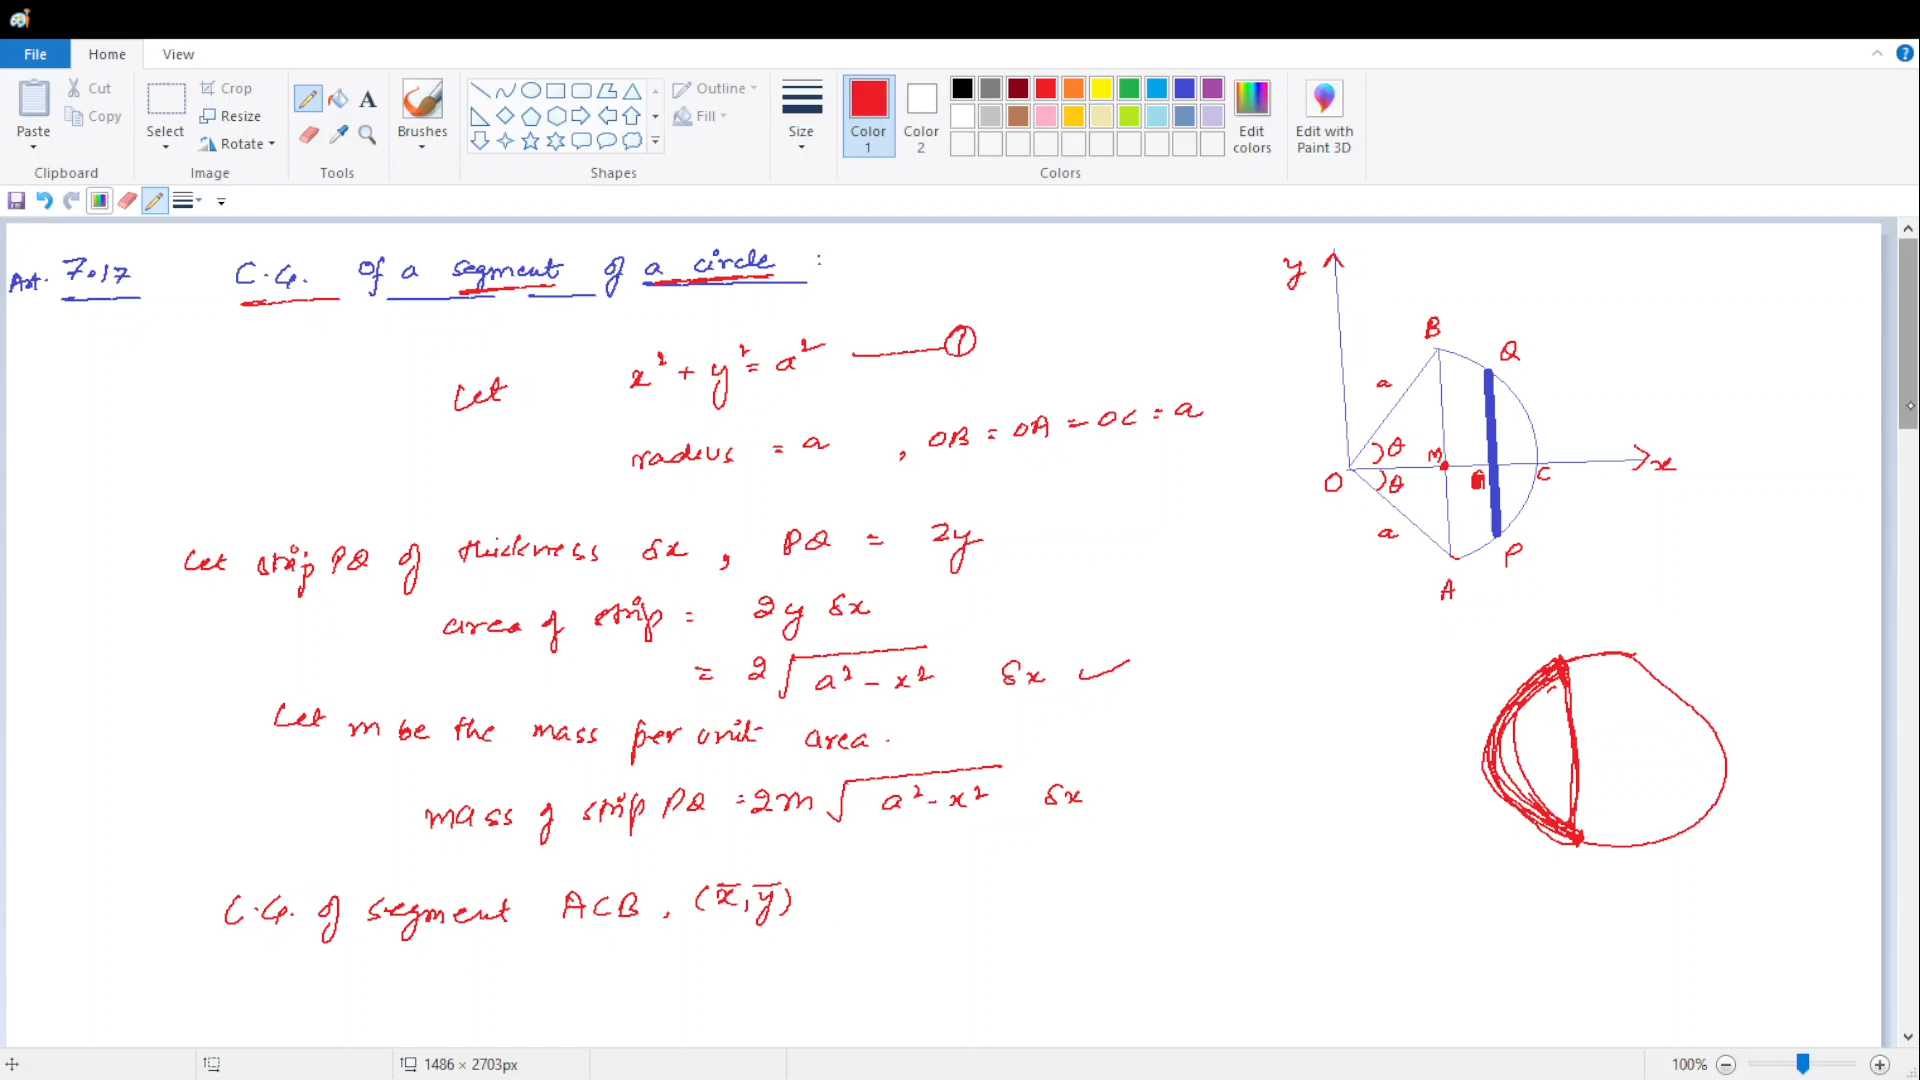 File Home View
Paste Cut Copy Clipboard
Select Crop Resize Rotate Image
A Tools
Brushes
Outline Fill Shapes
Size
Color 1 Color 2 Edit colors Edit with Paint 3D Colors
Art. 7.17 C.G. of a segment of a circle :
Let x² + y² = a² ——— ①
radius = a , OB = OA = OC = a
Let strip PQ of thickness δx , PQ = 2y
area of strip = 2y δx
= 2√(a² - x²) δx ✓
Let m be the mass per unit area.
mass of strip PQ = 2m√(a² - x²) δx
C.G. of segment ACB, (x̄, ȳ)
y
B
Q
a
θ
M
G
C
x
O
θ
a
P
A
1486 × 2703px
100%